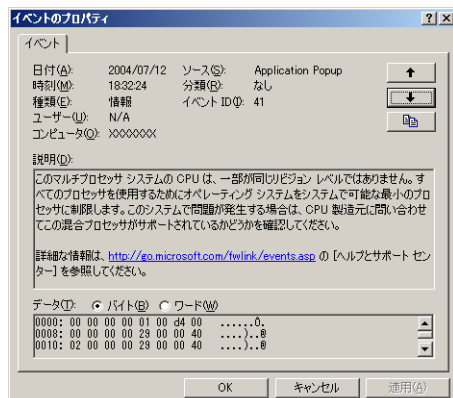 イベントのプロパティ
イベント
日付(A): 2004/07/12 ソース(S): Application Popup
時刻(M): 18:32:24 分類(R): なし
種類(E): 情報 イベント ID(I): 41
ユーザー(U): N/A
コンピュータ(O): XXXXXXXX
説明(D):
このマルチプロセッサ システムの CPU は、一部が同じリビジョン レベルではありません。す
べてのプロセッサを使用するためにオペレーティング システムをシステムで可能な最小のプロ
セッサに制限します。このシステムで問題が発生する場合は、CPU 製造元に問い合わせ
てこの混合プロセッサがサポートされているかどうかを確認してください。
詳細な情報は、http://go.microsoft.com/fwlink/events.asp の [ヘルプとサポート セン
ター] を参照してください。
データ(T): バイト(B) ワード(W)
0000: 00 00 00 00 01 00 d4 00 ......Ô.
0008: 00 00 00 00 29 00 00 40 ....)..@
0010: 02 00 00 00 29 00 00 40 ....)..@
OK キャンセル 適用(A)